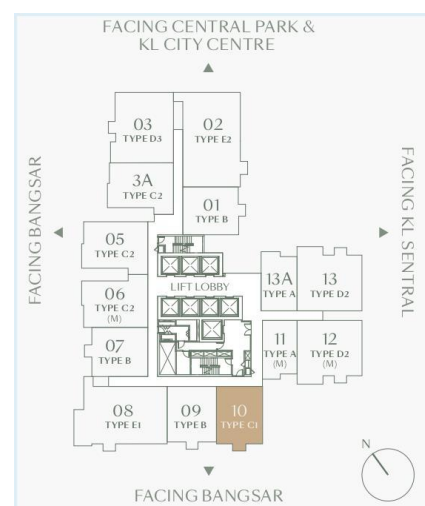 FACING CENTRAL PARK &
KL CITY CENTRE
FACING BANGSAR
FACING KL SENTRAL
03
TYPE D3
02
TYPE E2
3A
TYPE C2
01
TYPE B
05
TYPE C2
LIFT LOBBY
13A
TYPE A
13
TYPE D2
06
TYPE C2
(M)
07
TYPE B
11
TYPE A
(M)
12
TYPE D2
(M)
08
TYPE E1
09
TYPE B
10
TYPE C1
N
FACING BANGSAR